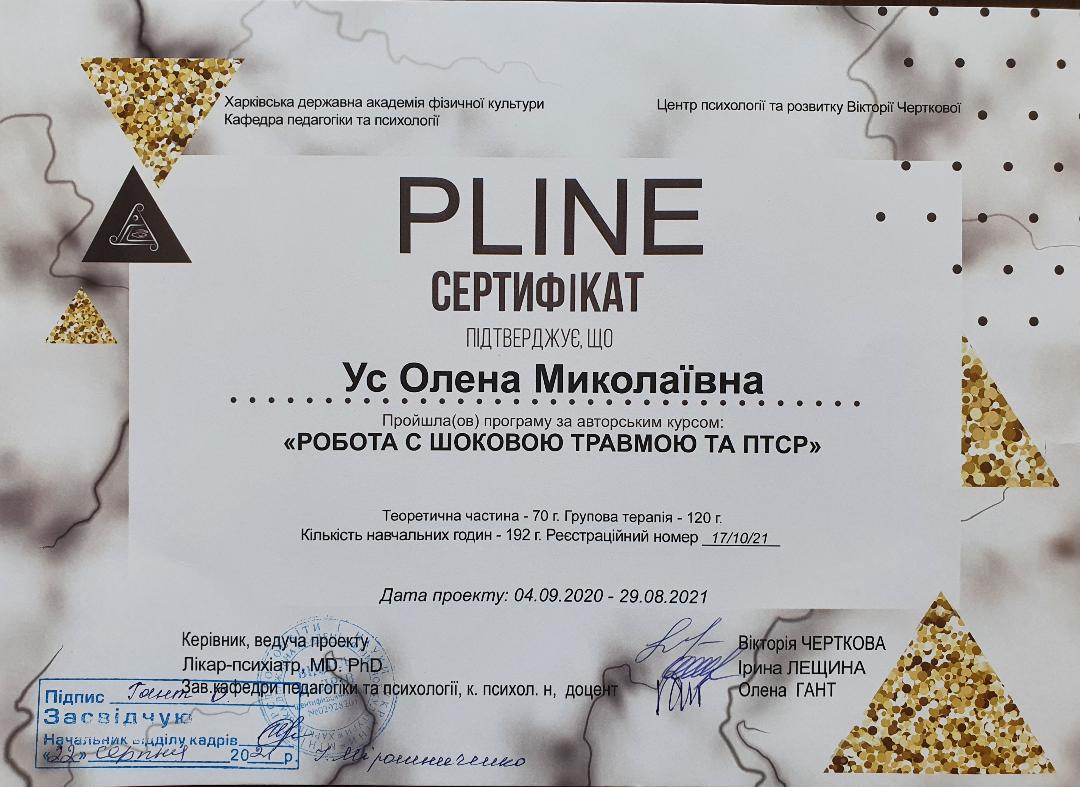 Харківська державна академія фізичної культури
Кафедра педагогіки та психології
Центр психології та розвитку Вікторії Черткової
PLINE
СЕРТИФІКАТ
ПІДТВЕРДЖУЄ, ЩО
Ус Олена Миколаївна
Пройшла(ов) програму за авторським курсом:
«РОБОТА С ШОКОВОЮ ТРАВМОЮ ТА ПТСР»
Теоретична частина - 70 г. Групова терапія - 120 г.
Кількість навчальних годин - 192 г. Реєстраційний номер 17/10/21
Дата проекту: 04.09.2020 - 29.08.2021
Керівник, ведуча проекту Вікторія ЧЕРТКОВА
Лікар-психіатр, MD. PhD Ірина ЛЕЩИНА
Зав.кафедри педагогіки та психології, к. психол. н, доцент Олена ГАНТ
Підпис Гант
Засвідчую
Начальник відділу кадрів
«22» серпня 2021 р.